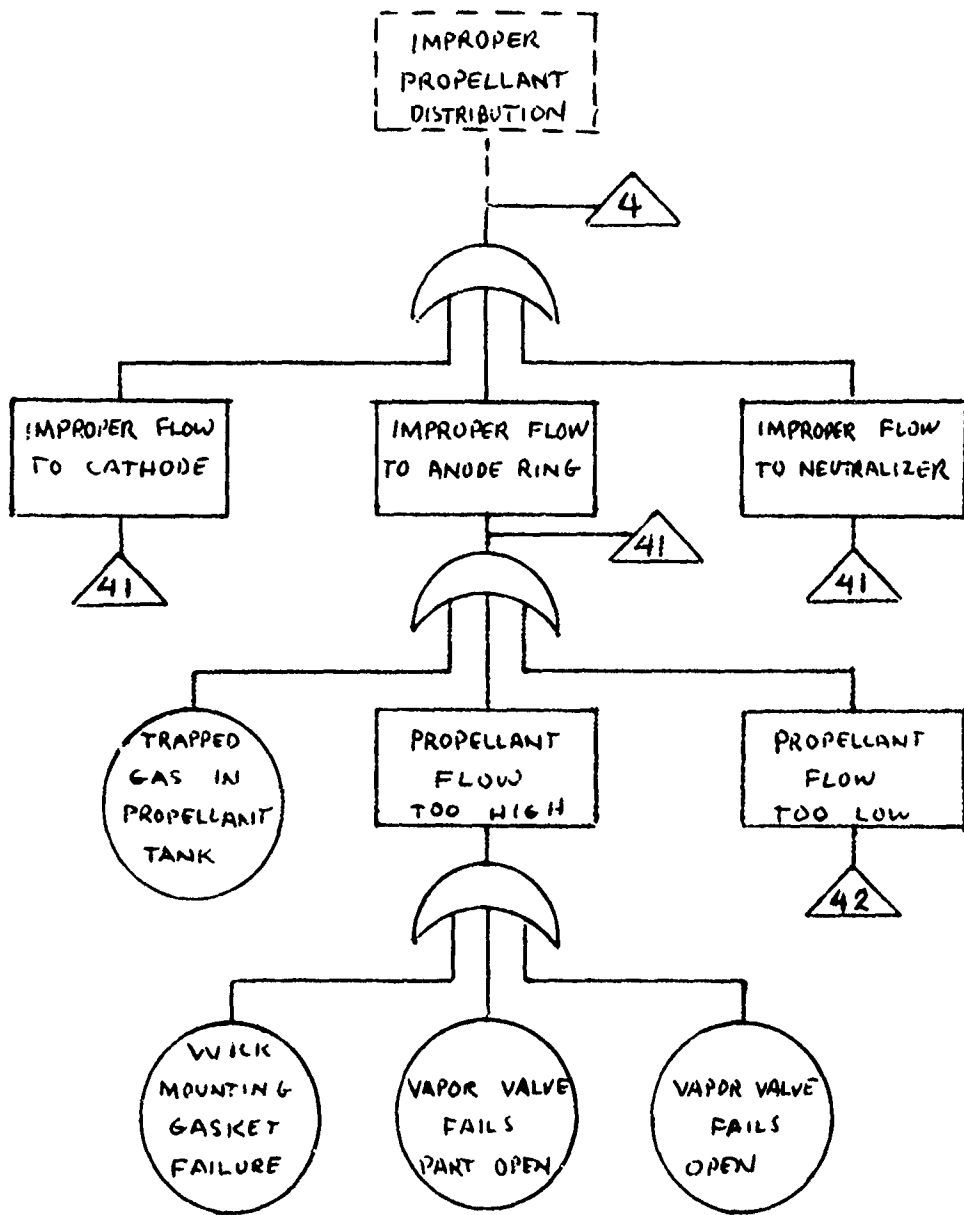 IMPROPER
PROPELLANT
DISTRIBUTION
4
IMPROPER FLOW
TO CATHODE
IMPROPER FLOW
TO ANODE RING
IMPROPER FLOW
TO NEUTRALIZER
41
41
41
TRAPPED
GAS IN
PROPELLANT
TANK
PROPELLANT
FLOW
TOO HIGH
PROPELLANT
FLOW
TOO LOW
42
WICK
MOUNTING
GASKET
FAILURE
VAPOR VALVE
FAILS
PART OPEN
VAPOR VALVE
FAILS
OPEN